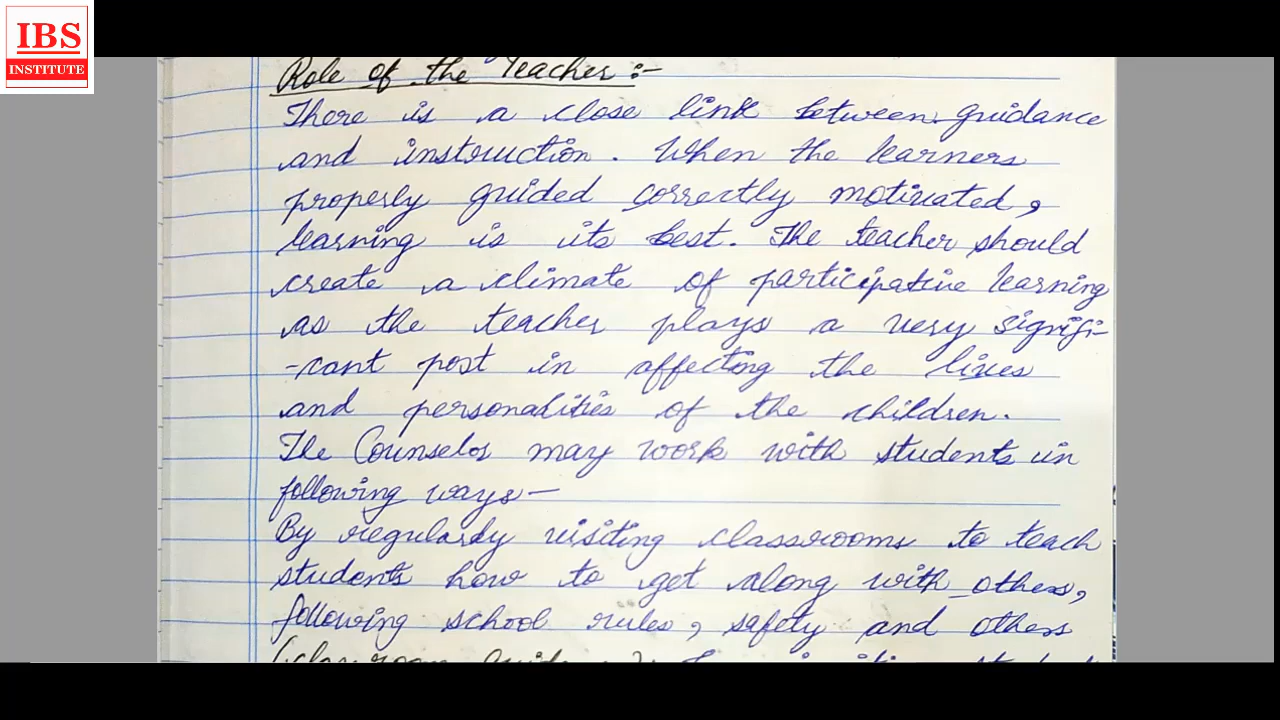 IBS
INSTITUTE
Role of the Teacher :-
There is a close link between guidance
and instruction. When the learners
properly guided correctly motivated,
learning is its best. The teacher should
create a climate of participative learning
as the teacher plays a very signifi-
-cant post in affecting the lives
and personalities of the children.
The Counselor may work with students in
following ways-
By regularly visiting classrooms to teach
students how to get along with others,
following school rules, safety and others